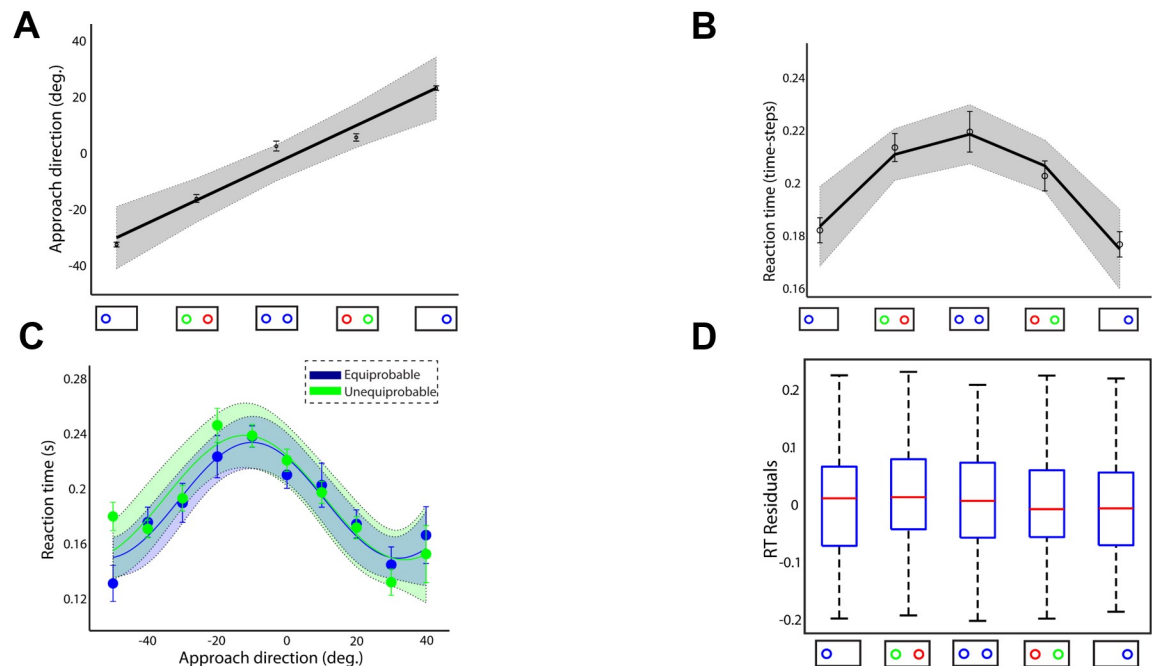 A
Approach direction (deg.)
40
20
0
-20
-40
B
Reaction time (time-steps)
0.24
0.22
0.2
0.18
0.16
C
Reaction time (s)
0.28
0.24
0.2
0.16
0.12
Equiprobable
Unequiprobable
-40
-20
0
20
40
Approach direction (deg.)
D
RT Residuals
0.2
0.1
0
-0.1
-0.2